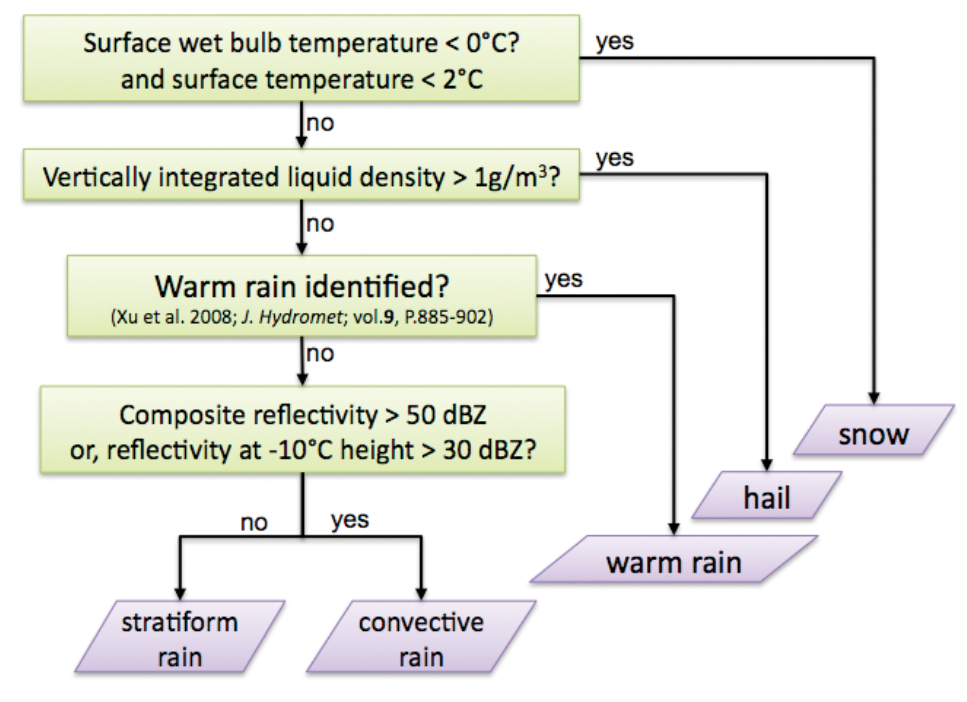 Surface wet bulb temperature < 0°C?
and surface temperature < 2°C
yes
no
Vertically integrated liquid density > 1g/m³?
yes
no
Warm rain identified?
(Xu et al. 2008; J. Hydromet; vol.9, P.885-902)
yes
no
Composite reflectivity > 50 dBZ
or, reflectivity at -10°C height > 30 dBZ?
snow
hail
no
yes
warm rain
stratiform
rain
convective
rain